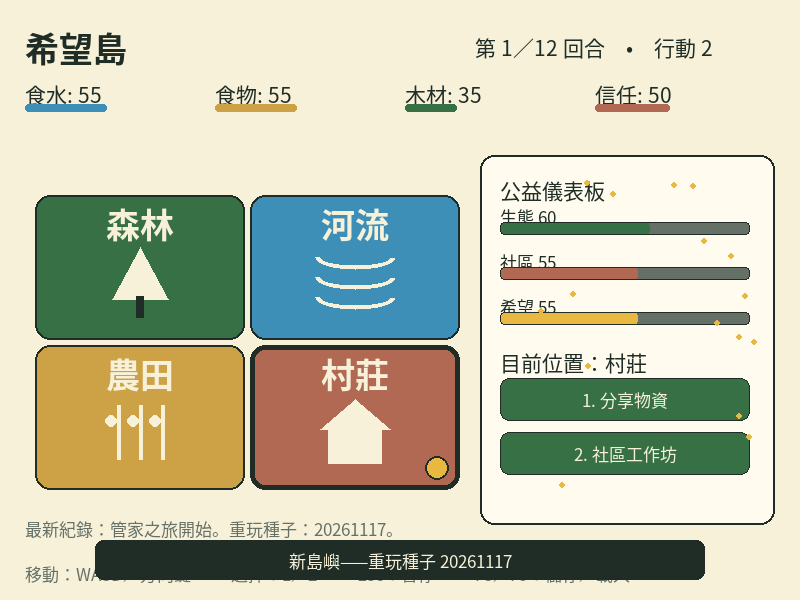 希望島
第 1／12 回合 • 行動 2
食水: 55
食物: 55
木材: 35
信任: 50
森林
河流
農田
村莊
公益儀表板
生態 60
社區 55
希望 55
目前位置：村莊
1. 分享物資
2. 社區工作坊
最新紀錄：管家之旅開始。重玩種子：20261117。
新島嶼——重玩種子 20261117
移動：